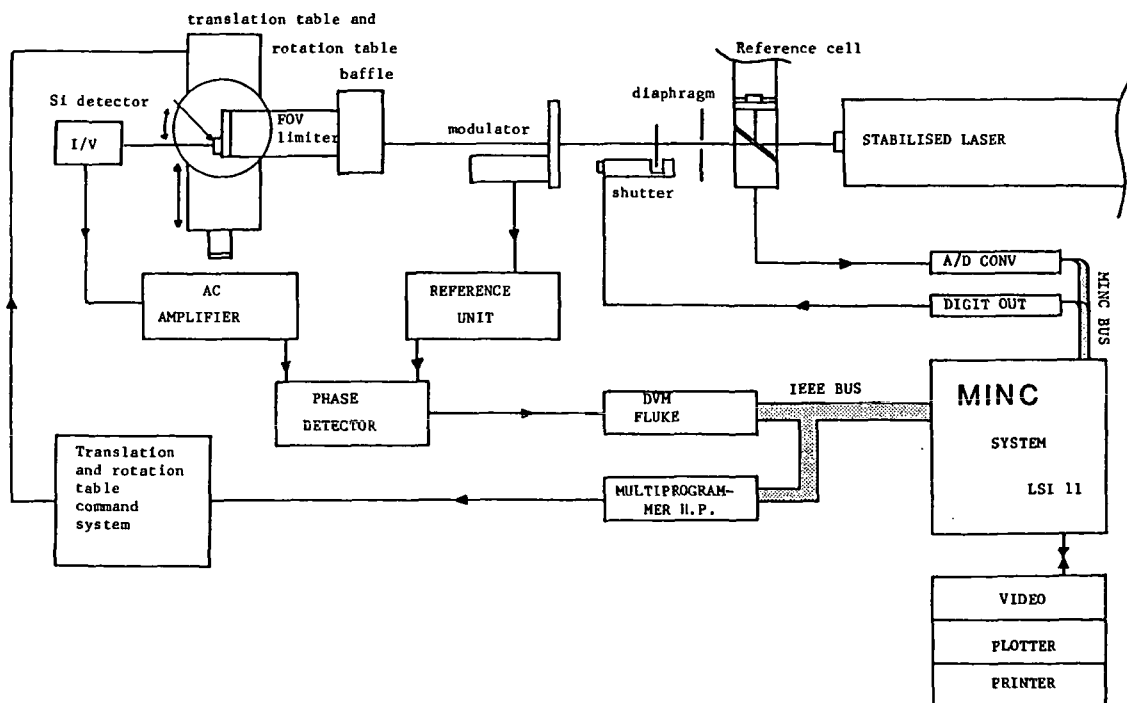 translation table and
rotation table
baffle
Si detector
FOV
limiter
I/V
modulator
diaphragm
shutter
Reference cell
STABILISED LASER
A/D CONV
DIGIT OUT
MINC BUS
AC
AMPLIFIER
REFERENCE
UNIT
PHASE
DETECTOR
DVM
FLUKE
IEEE BUS
MINC
SYSTEM
LSI 11
Translation
and rotation
table
command
system
MULTIPROGRAM-
MER H.P.
VIDEO
PLOTTER
PRINTER